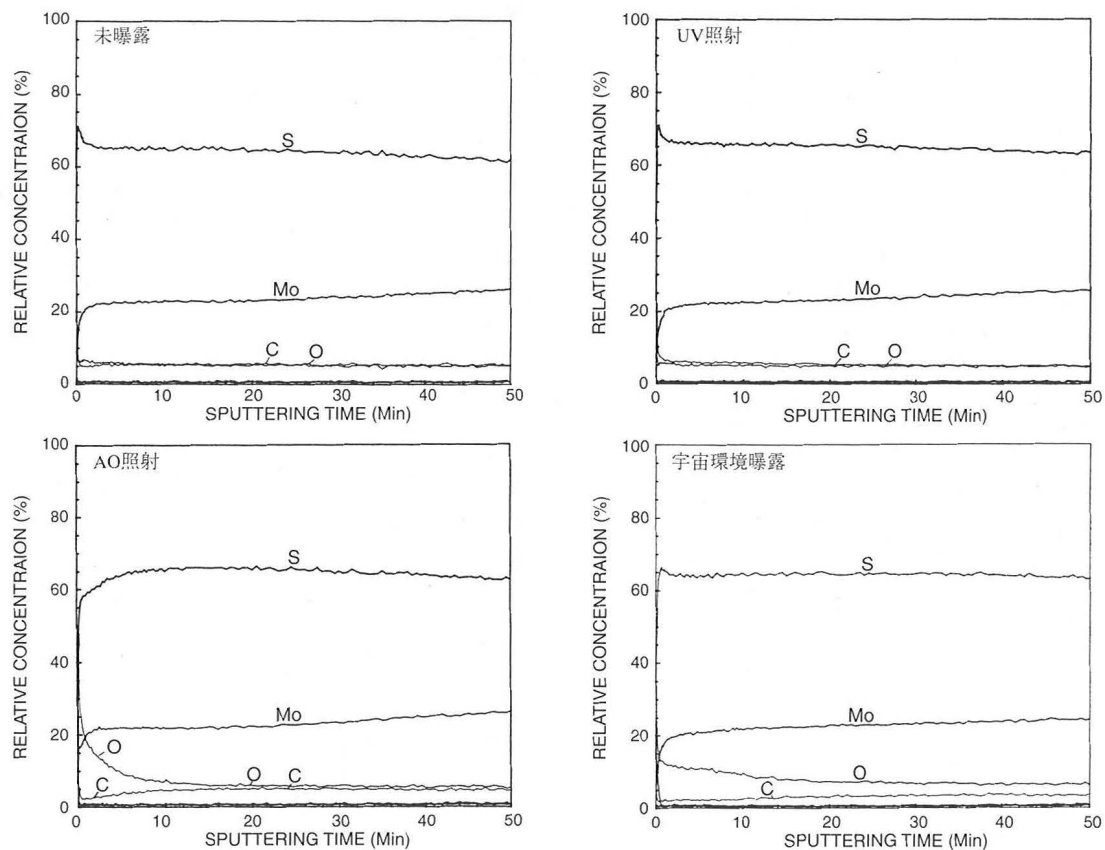 未曝露
RELATIVE CONCENTRAION (%)
100
80
60
40
20
0
S
Mo
C O
0 10 20 30 40 50
SPUTTERING TIME (Min)
UV照射
RELATIVE CONCENTRAION (%)
100
80
60
40
20
0
S
Mo
C O
0 10 20 30 40 50
SPUTTERING TIME (Min)
AO照射
RELATIVE CONCENTRAION (%)
100
80
60
40
20
0
S
Mo
O
C
O C
0 10 20 30 40 50
SPUTTERING TIME (Min)
宇宙環境曝露
RELATIVE CONCENTRAION (%)
100
80
60
40
20
0
S
Mo
O
C
0 10 20 30 40 50
SPUTTERING TIME (Min)